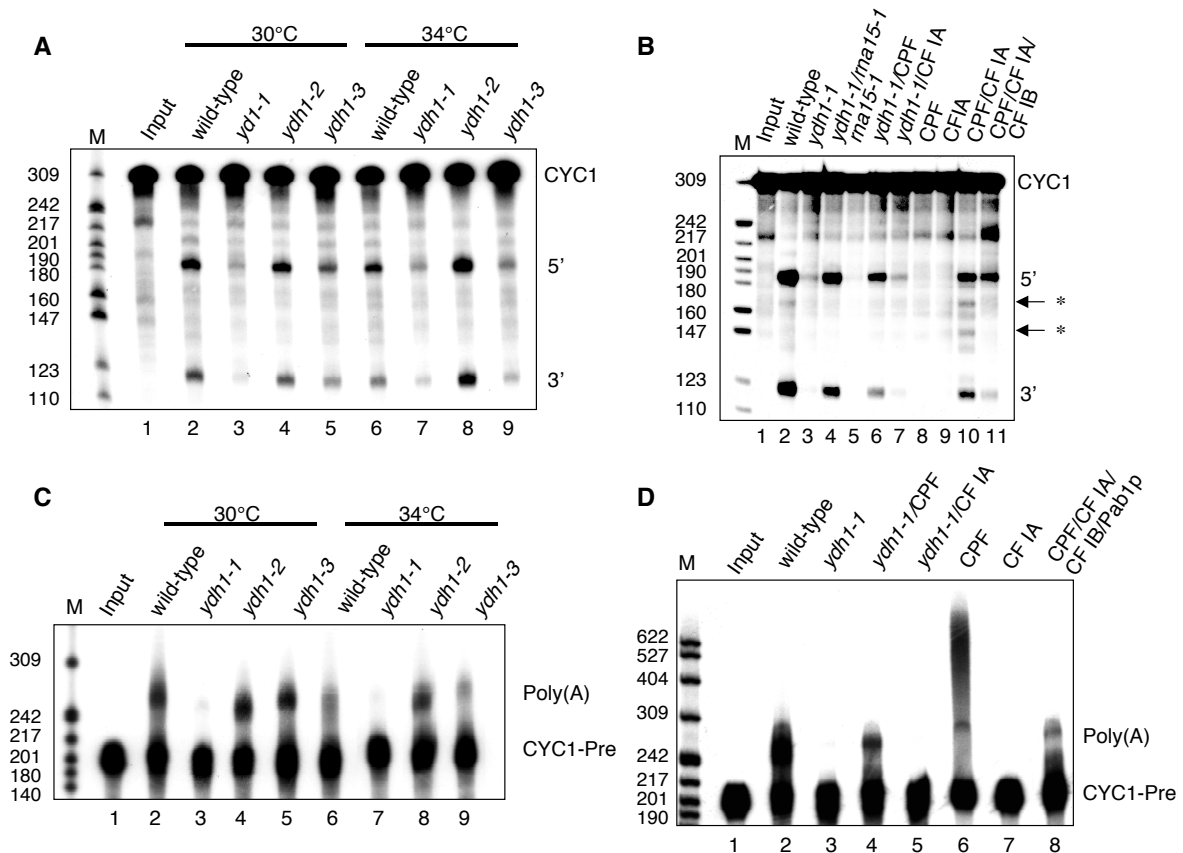 A
30°C
34°C
M
Input
wild-type
yd1-1
ydh1-2
ydh1-3
wild-type
ydh1-1
ydh1-2
ydh1-3
309
242
217
201
190
180
160
147
123
110
CYC1
5'
3'
1 2 3 4 5 6 7 8 9
B
M
Input
wild-type
ydh1-1
ydh1-1/rna15-1
rna15-1
ydh1-1/CPF
ydh1-1/CF IA
CPF
CFIA
CPF/CF IA
CPF/CF IA/
CF IB
309
242
217
201
190
180
160
147
123
110
CYC1
5'
*
*
3'
1 2 3 4 5 6 7 8 9 10 11
C
30°C
34°C
M
Input
wild-type
ydh1-1
ydh1-2
ydh1-3
wild-type
ydh1-1
ydh1-2
ydh1-3
309
242
217
201
180
140
Poly(A)
CYC1-Pre
1 2 3 4 5 6 7 8 9
D
M
Input
wild-type
ydh1-1
ydh1-1/CPF
ydh1-1/CF IA
CPF
CF IA
CPF/CF IA/
CF IB/Pab1p
622
527
404
309
242
217
201
190
Poly(A)
CYC1-Pre
1 2 3 4 5 6 7 8